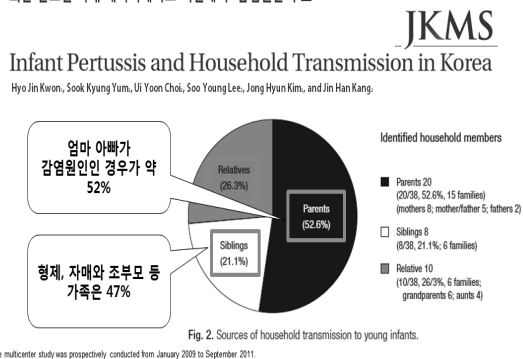 JKMS
Infant Pertussis and Household Transmission in Korea
Hyo Jin Kwon, Sook Kyung Yum, Ui Yoon Choi, Soo Young Lee, Jong Hyun Kim, and Jin Han Kang
엄마 아빠가
감염원인인 경우가 약
52%
형제, 자매와 조부모 등
가족은 47%
Relatives
(26.3%)
Parents
(52.6%)
Siblings
(21.1%)
Identified household members
Parents 20
(20/38, 52.6%, 15 families)
(mothers 8; mother/father 5; fathers 2)
Siblings 8
(8/38, 21.1%; 6 families)
Relative 10
(10/38, 26/3%, 6 families;
grandparents 6; aunts 4)
Fig. 2. Sources of household transmission to young infants.
multicenter study was prospectively conducted from January 2009 to September 2011.